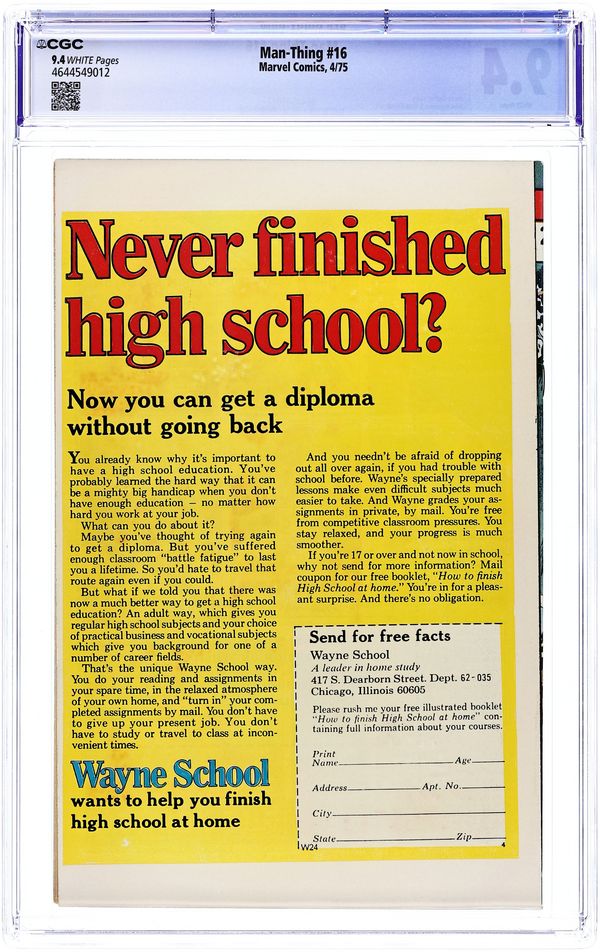 CGC
9.4 WHITE Pages
4644549012
Man-Thing #16
Marvel Comics, 4/75
9.4
Never finished
high school?
Now you can get a diploma
without going back
You already know why it's important to
have a high school education. You've
probably learned the hard way that it can
be a mighty big handicap when you don't
have enough education — no matter how
hard you work at your job.
What can you do about it?
Maybe you've thought of trying again
to get a diploma. But you've suffered
enough classroom "battle fatigue" to last
you a lifetime. So you'd hate to travel that
route again even if you could.
But what if we told you that there was
now a much better way to get a high school
education? An adult way, which gives you
regular high school subjects and your choice
of practical business and vocational subjects
which give you background for one of a
number of career fields.
That's the unique Wayne School way.
You do your reading and assignments in
your spare time, in the relaxed atmosphere
of your own home, and "turn in" your com-
pleted assignments by mail. You don't have
to give up your present job. You don't
have to study or travel to class at incon-
venient times.
Wayne School
wants to help you finish
high school at home
And you needn't be afraid of dropping
out all over again, if you had trouble with
school before. Wayne's specially prepared
lessons make even difficult subjects much
easier to take. And Wayne grades your as-
signments in private, by mail. You're free
from competitive classroom pressures. You
stay relaxed, and your progress is much
smoother.
If you're 17 or over and not now in school,
why not send for more information? Mail
coupon for our free booklet, "How to finish
High School at home." You're in for a pleas-
ant surprise. And there's no obligation.
Send for free facts
Wayne School
A leader in home study
417 S. Dearborn Street. Dept. 62-035
Chicago, Illinois 60605
Please rush me your free illustrated booklet
"How to finish High School at home" con-
taining full information about your courses.
Print
Name Age
Address Apt. No.
City
State Zip
W24 4